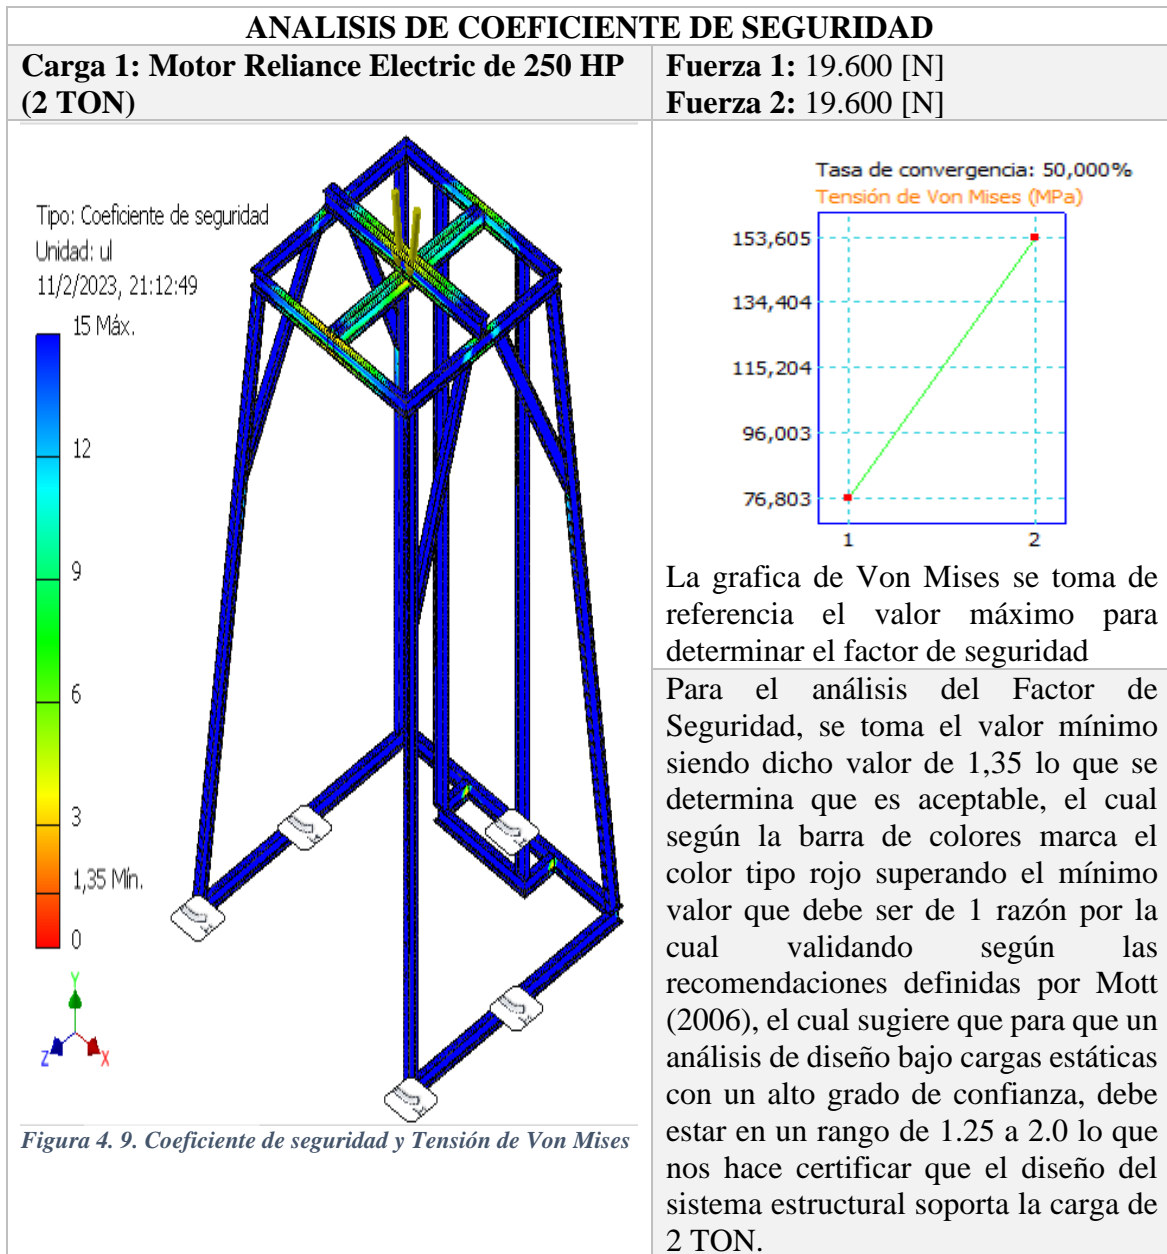 ANALISIS DE COEFICIENTE DE SEGURIDAD
Carga 1: Motor Reliance Electric de 250 HP
(2 TON)
Fuerza 1: 19.600 [N]
Fuerza 2: 19.600 [N]
Tipo: Coeficiente de seguridad
Unidad: ul
11/2/2023, 21:12:49
15 Máx.
12
9
6
3
1,35 Mín.
0
Y
Z
X
Figura 4. 9. Coeficiente de seguridad y Tensión de Von Mises
Tasa de convergencia: 50,000%
Tensión de Von Mises (MPa)
153,605
134,404
115,204
96,003
76,803
1
2
La grafica de Von Mises se toma de
referencia el valor máximo para
determinar el factor de seguridad
Para el análisis del Factor de
Seguridad, se toma el valor mínimo
siendo dicho valor de 1,35 lo que se
determina que es aceptable, el cual
según la barra de colores marca el
color tipo rojo superando el mínimo
valor que debe ser de 1 razón por la
cual validando según las
recomendaciones definidas por Mott
(2006), el cual sugiere que para que un
análisis de diseño bajo cargas estáticas
con un alto grado de confianza, debe
estar en un rango de 1.25 a 2.0 lo que
nos hace certificar que el diseño del
sistema estructural soporta la carga de
2 TON.